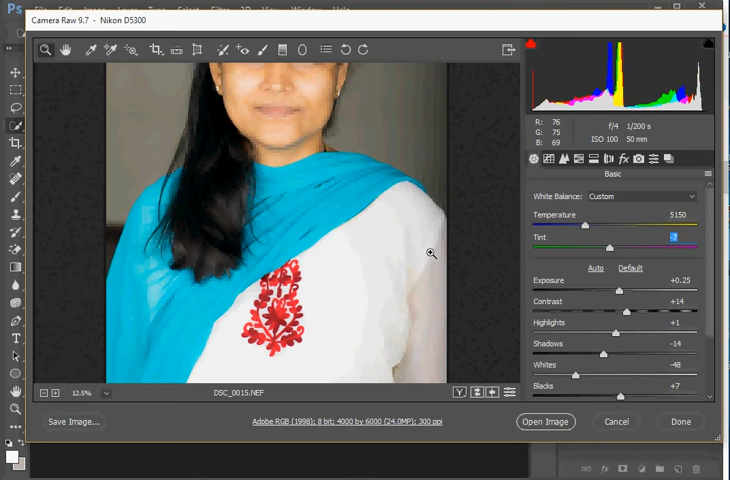 Ps
Camera Raw 9.7 - Nikon D5300
R: 76
G: 75
B: 69
f/4 1/200 s
ISO 100 50 mm
fx
Basic
White Balance: Custom
Temperature 5150
Tint -7
Auto Default
Exposure +0.25
Contrast +14
Highlights +1
Shadows -14
Whites -48
Blacks +7
12.5%
DSC_0015.NEF
Y
Save Image...
Adobe RGB (1998); 8 bit; 4000 by 6000 (24.0MP); 300 ppi
Open Image
Cancel
Done
fx